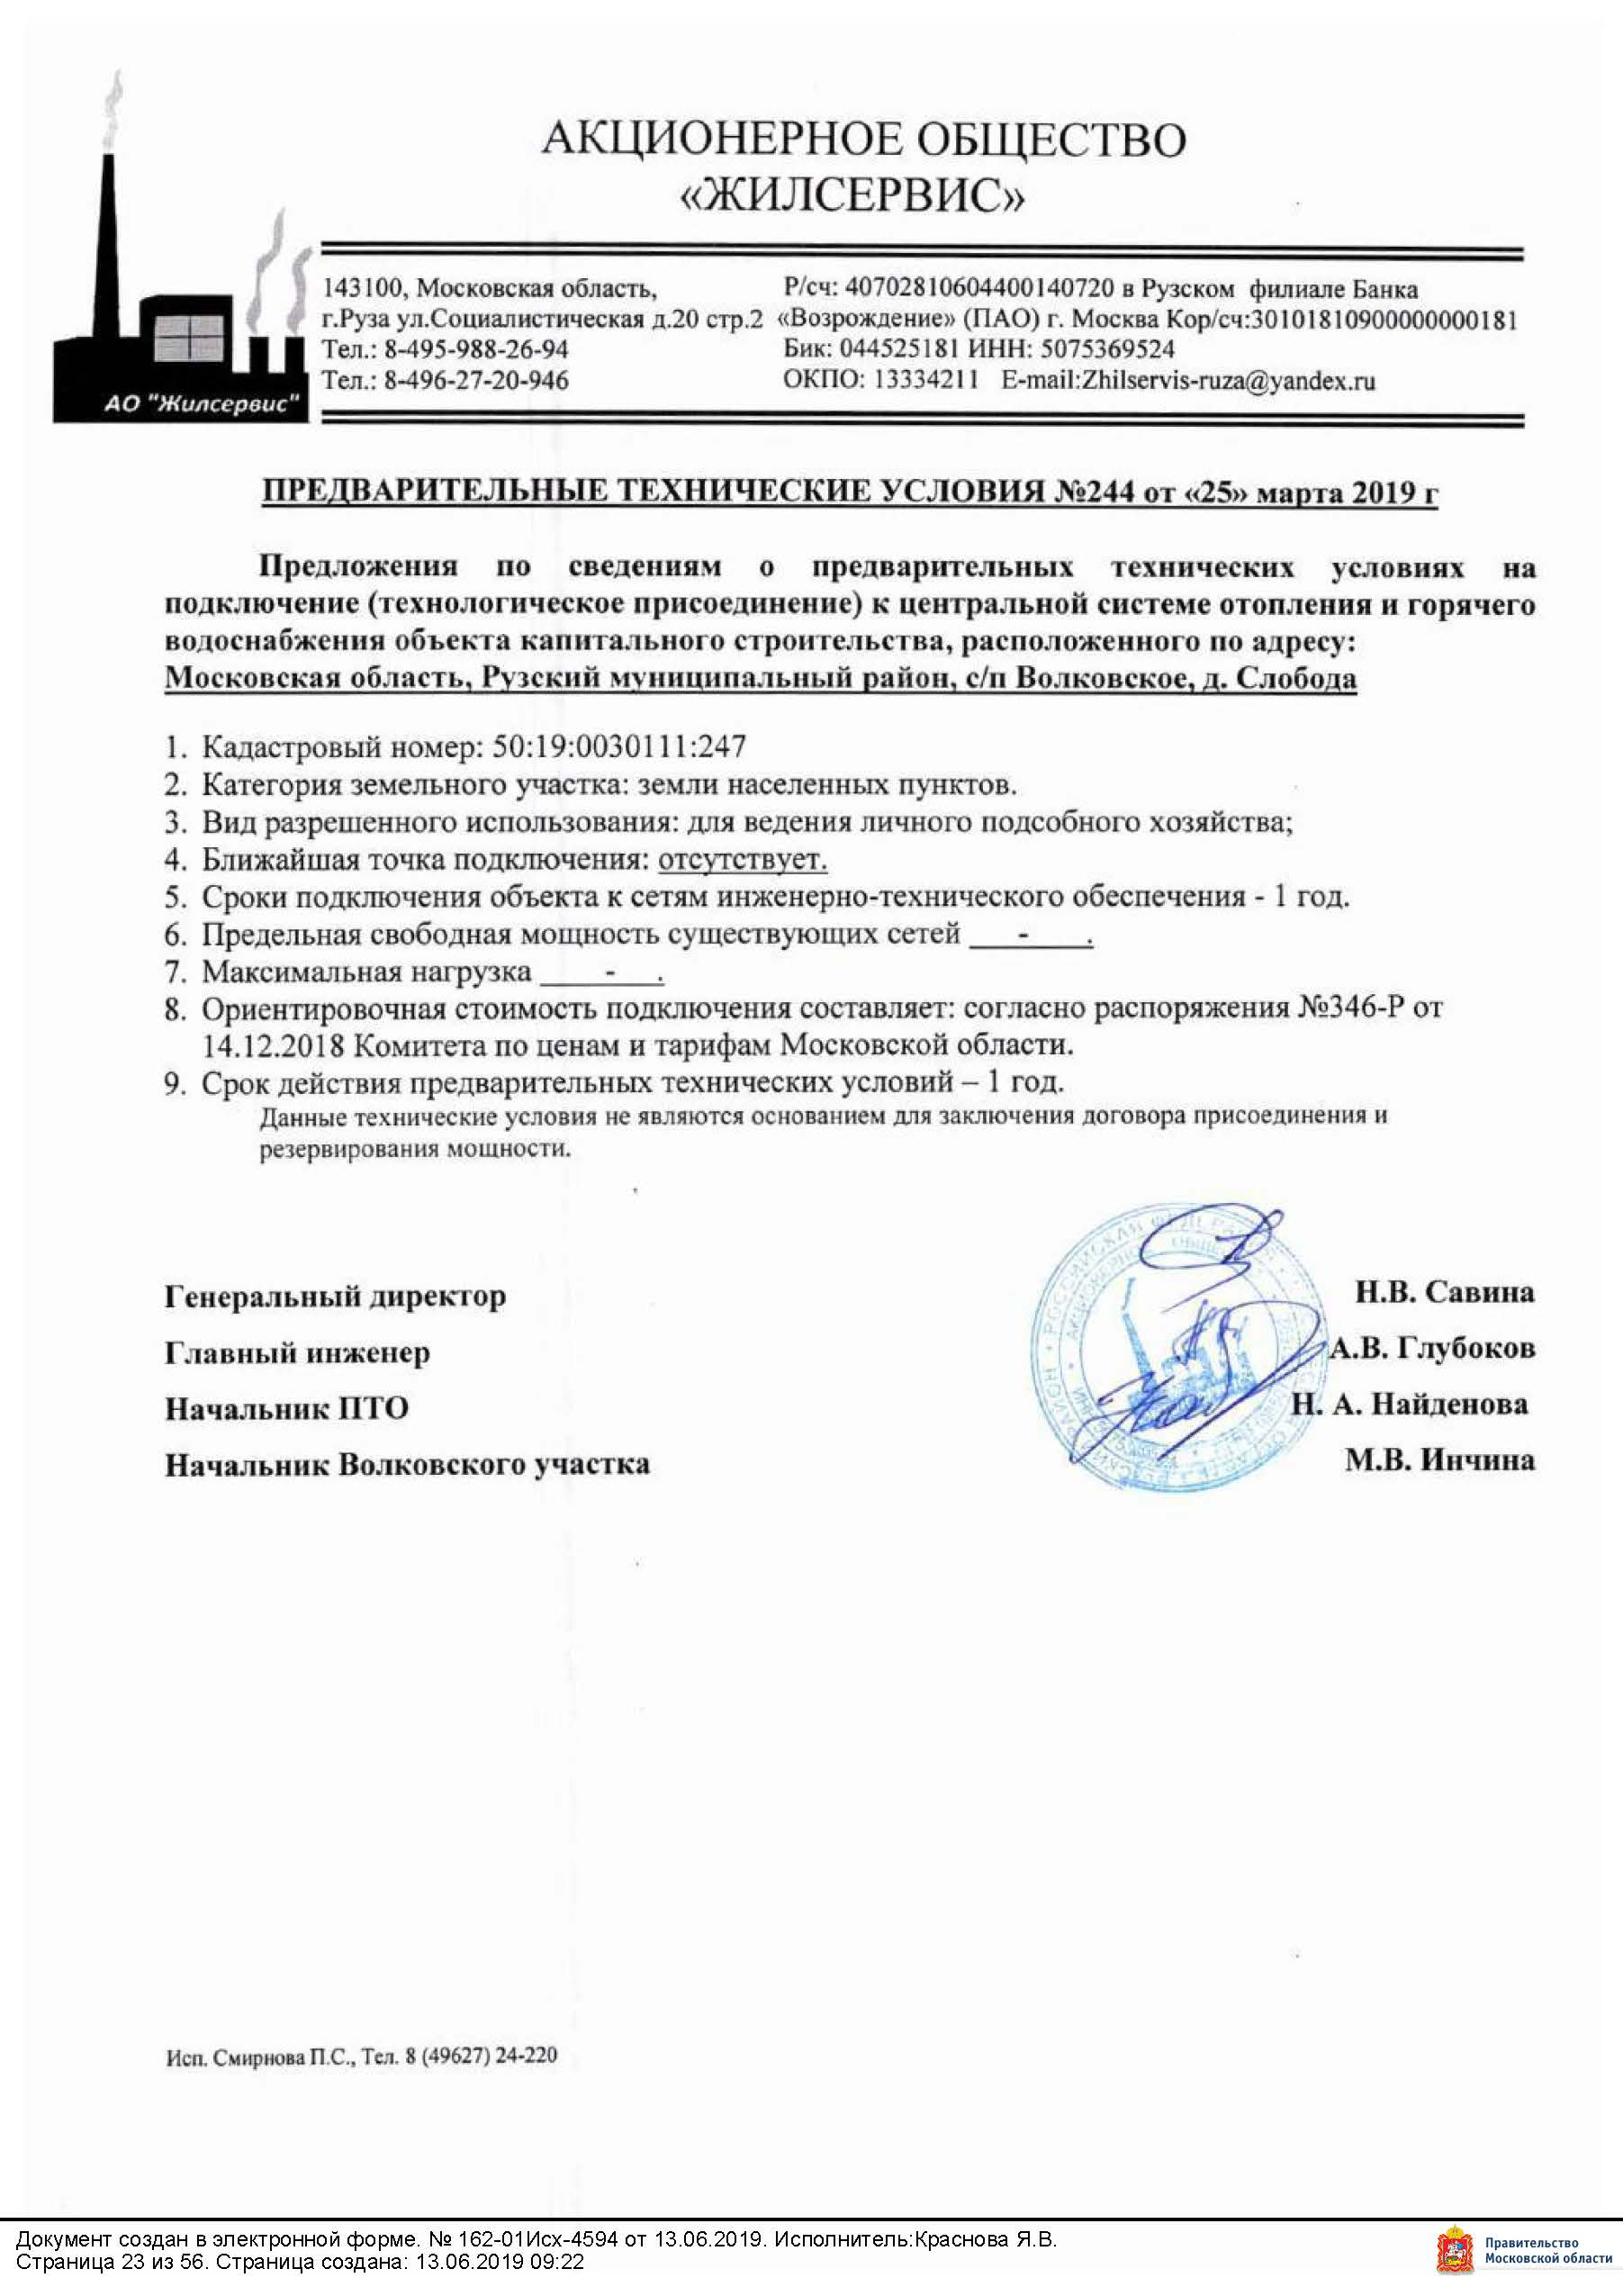 АКЦИОНЕРНОЕ ОБЩЕСТВО
«ЖИЛСЕРВИС»
АО "Жилсервис"
143100, Московская область,
г.Руза ул.Социалистическая д.20 стр.2
Тел.: 8-495-988-26-94
Тел.: 8-496-27-20-946
Р/сч: 40702810604400140720 в Рузском филиале Банка
«Возрождение» (ПАО) г. Москва Кор/сч:30101810900000000181
Бик: 044525181 ИНН: 5075369524
ОКПО: 13334211 E-mail:Zhilservis-ruza@yandex.ru
ПРЕДВАРИТЕЛЬНЫЕ ТЕХНИЧЕСКИЕ УСЛОВИЯ №244 от «25» марта 2019 г
Предложения по сведениям о предварительных технических условиях на
подключение (технологическое присоединение) к центральной системе отопления и горячего
водоснабжения объекта капитального строительства, расположенного по адресу:
Московская область, Рузский муниципальный район, с/п Волковское, д. Слобода
1. Кадастровый номер: 50:19:0030111:247
2. Категория земельного участка: земли населенных пунктов.
3. Вид разрешенного использования: для ведения личного подсобного хозяйства;
4. Ближайшая точка подключения: отсутствует.
5. Сроки подключения объекта к сетям инженерно-технического обеспечения - 1 год.
6. Предельная свободная мощность существующих сетей ___-____.
7. Максимальная нагрузка ____-___.
8. Ориентировочная стоимость подключения составляет: согласно распоряжения №346-Р от
14.12.2018 Комитета по ценам и тарифам Московской области.
9. Срок действия предварительных технических условий – 1 год.
Данные технические условия не являются основанием для заключения договора присоединения и
резервирования мощности.
Генеральный директор Н.В. Савина
Главный инженер А.В. Глубоков
Начальник ПТО Н. А. Найденова
Начальник Волковского участка М.В. Инчина
Исп. Смирнова П.С., Тел. 8 (49627) 24-220
Документ создан в электронной форме. № 162-01Исх-4594 от 13.06.2019. Исполнитель:Краснова Я.В.
Страница 23 из 56. Страница создана: 13.06.2019 09:22
Правительство
Московской области